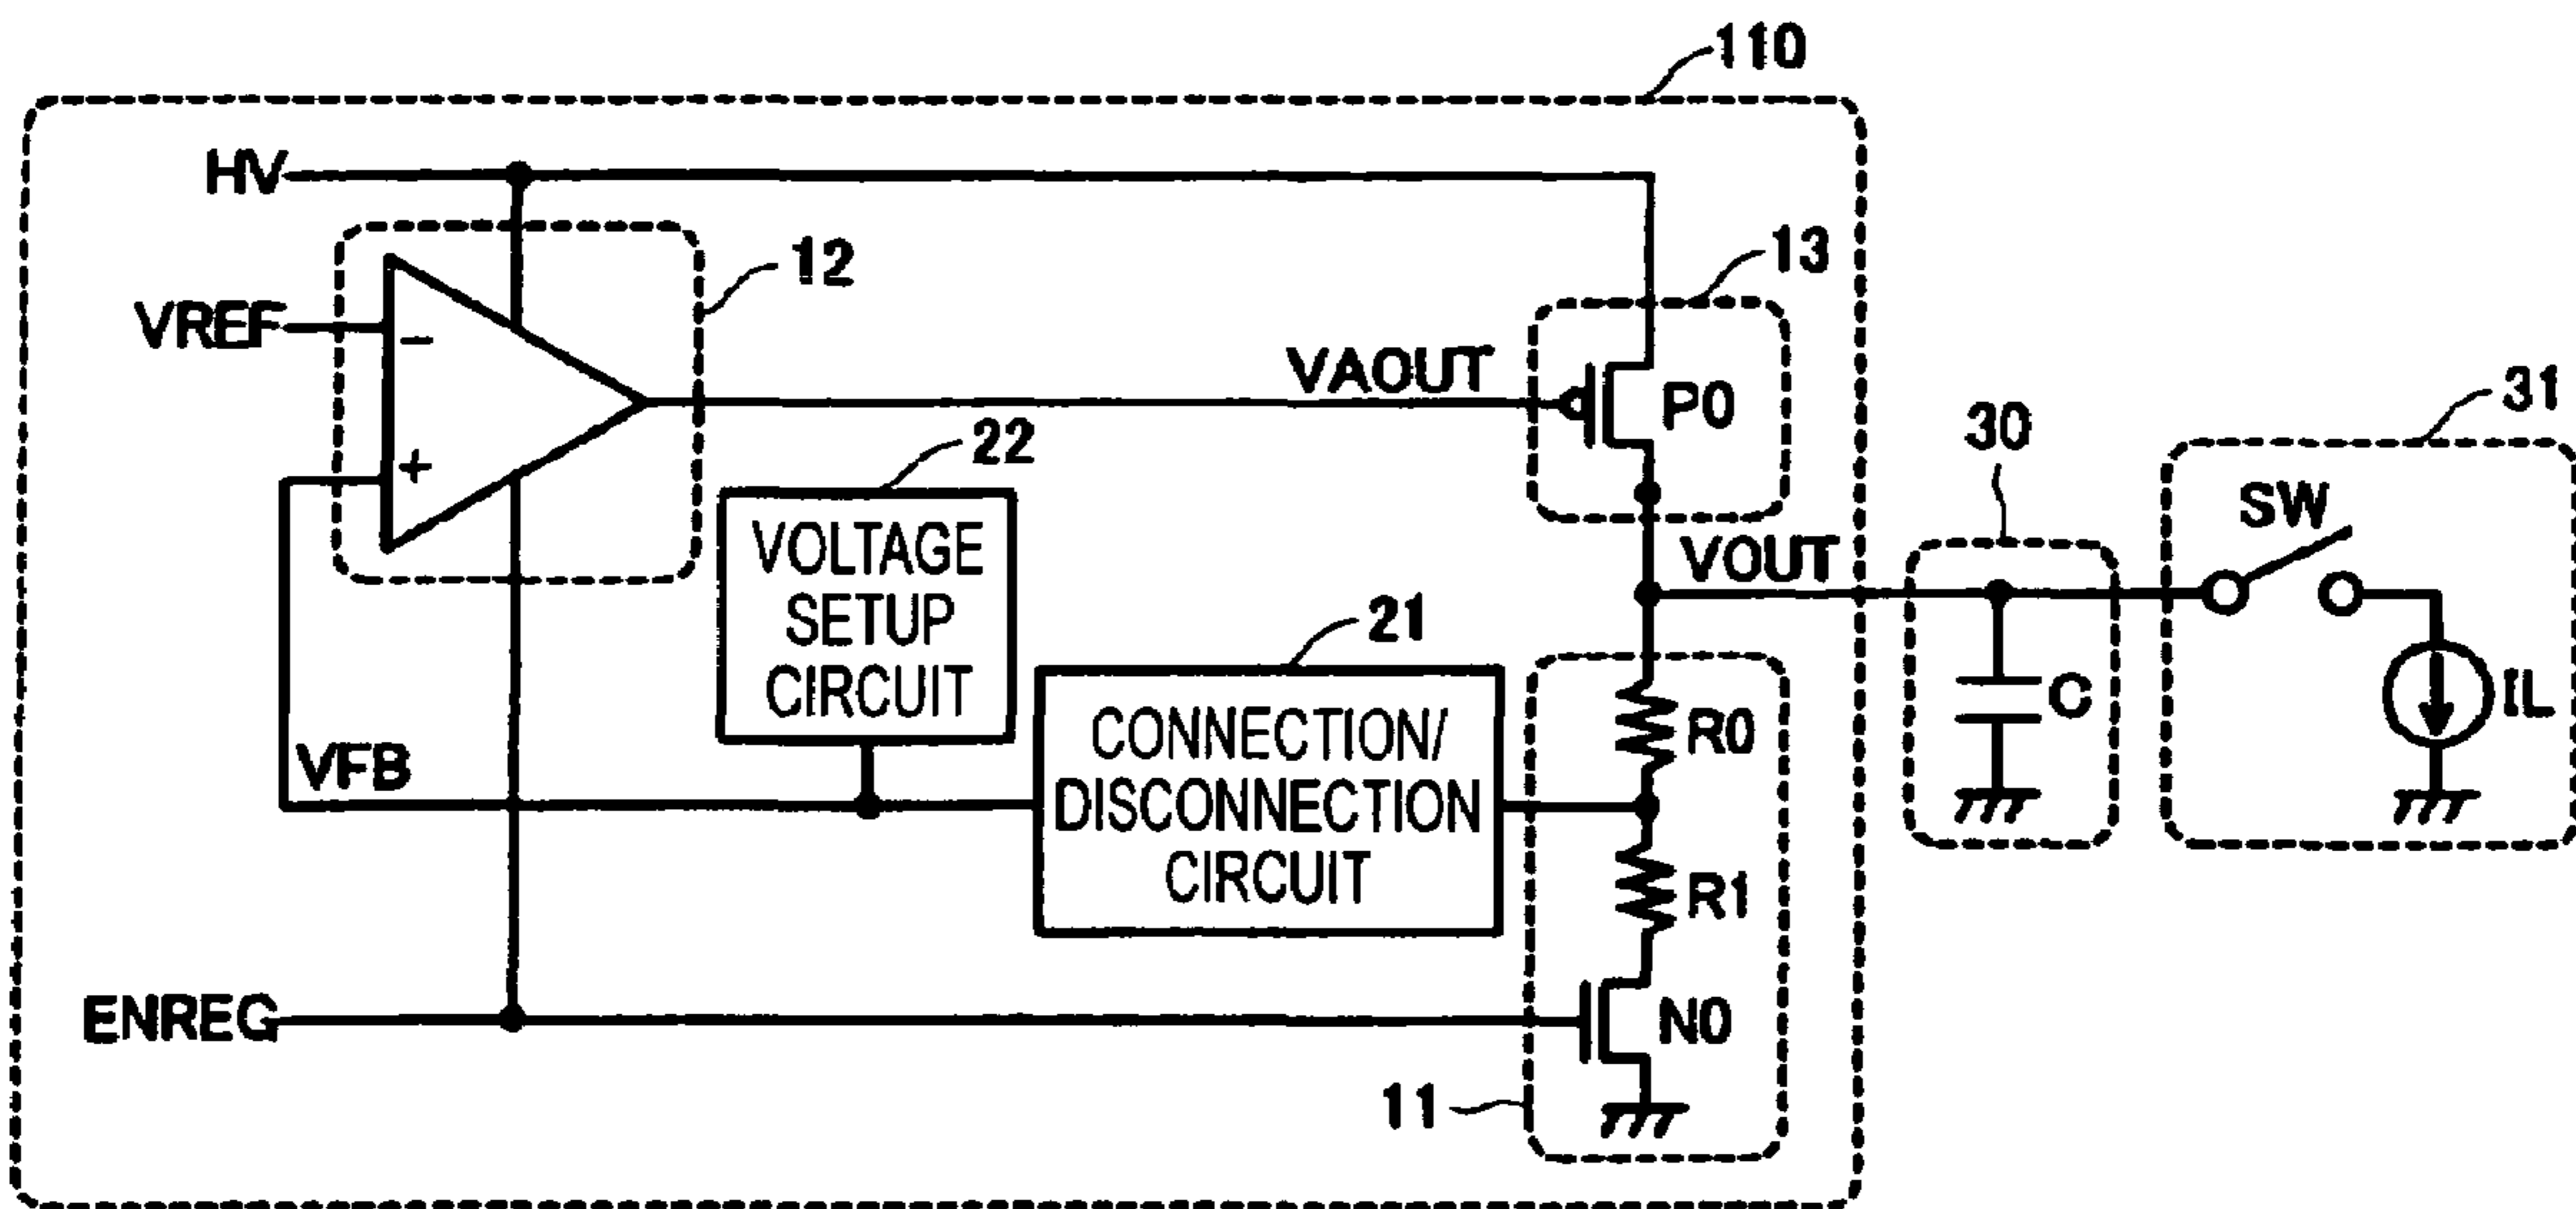 110
HV
12
13
VREF
−
VAOUT
P0
31
22
30
+
SW
VOLTAGE
SETUP
CIRCUIT
VOUT
21
CONNECTION/
DISCONNECTION
CIRCUIT
R0
C
IL
VFB
R1
ENREG
N0
11